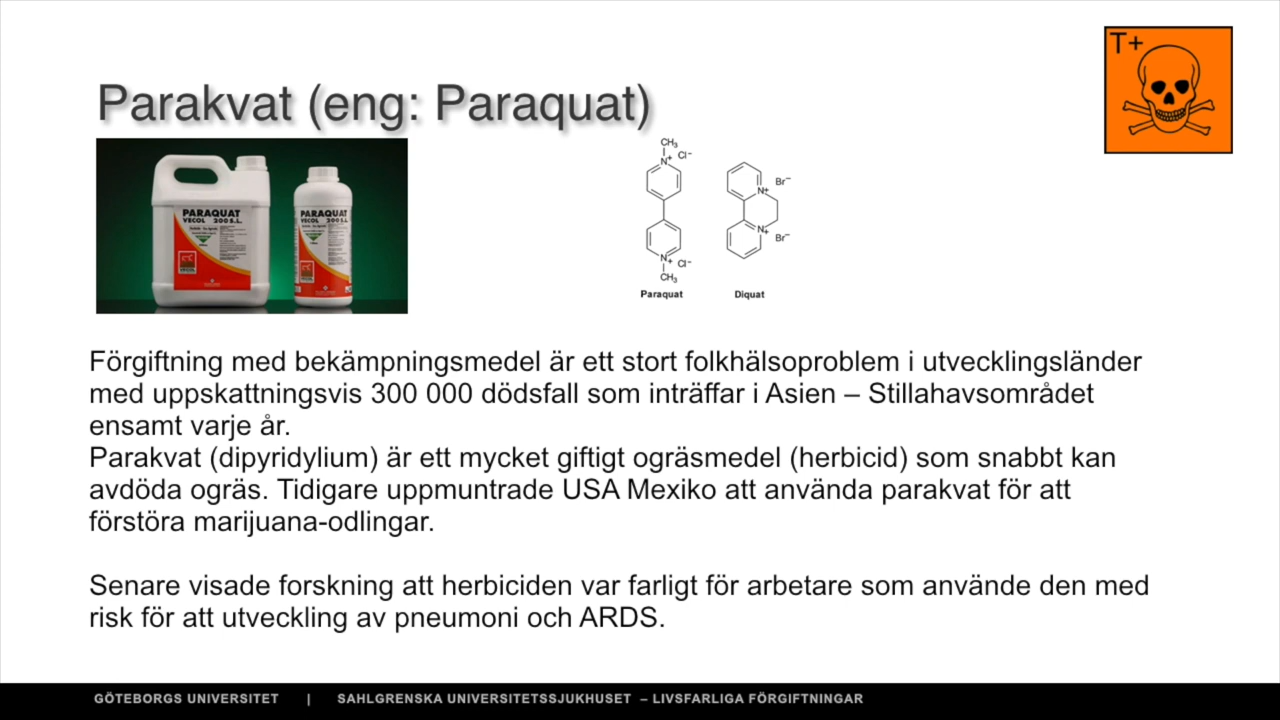 T+
Parakvat (eng: Paraquat)
PARAQUAT
VECOL 200 S.L.
PARAQUAT
VECOL 200 S.L.
CH3
N+ Cl−
N+ Cl−
CH3
Paraquat
Br−
N+
N+
Br−
Diquat
Förgiftning med bekämpningsmedel är ett stort folkhälsoproblem i utvecklingsländer
med uppskattningsvis 300 000 dödsfall som inträffar i Asien – Stillahavsområdet
ensamt varje år.
Parakvat (dipyridylium) är ett mycket giftigt ogräsmedel (herbicid) som snabbt kan
avdöda ogräs. Tidigare uppmuntrade USA Mexiko att använda parakvat för att
förstöra marijuana-odlingar.
Senare visade forskning att herbiciden var farligt för arbetare som använde den med
risk för att utveckling av pneumoni och ARDS.
GÖTEBORGS UNIVERSITET | SAHLGRENSKA UNIVERSITETSSJUKHUSET – LIVSFARLIGA FÖRGIFTNINGAR